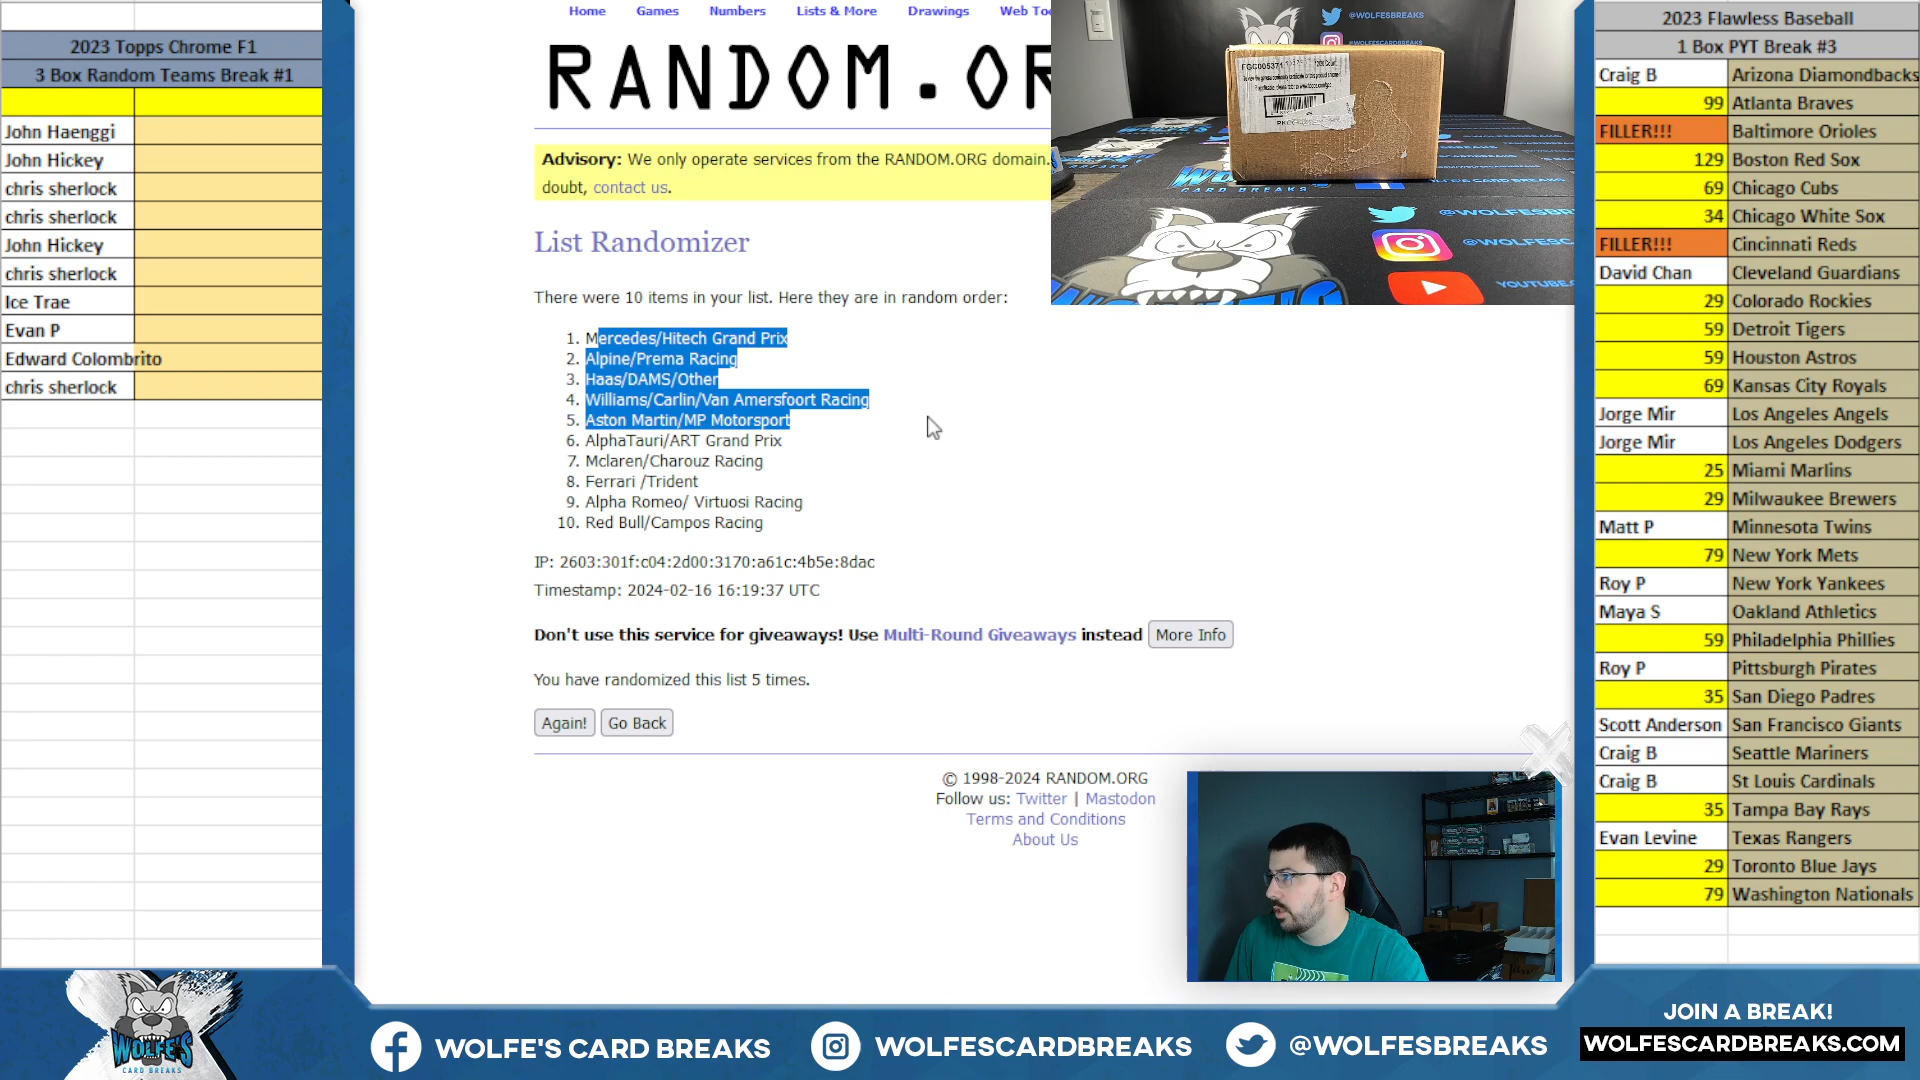 2023 Topps Chrome F1
3 Box Random Teams Break #1
John Haenggi
John Hickey
chris sherlock
chris sherlock
John Hickey
chris sherlock
Ice Trae
Evan P
Edward Colombrito
chris sherlock
Home Games Numbers Lists & More Drawings Web Too
RANDOM.OR
Advisory: We only operate services from the RANDOM.ORG domain.
doubt, contact us.
List Randomizer
There were 10 items in your list. Here they are in random order:
1. Mercedes/Hitech Grand Prix
2. Alpine/Prema Racing
3. Haas/DAMS/Other
4. Williams/Carlin/Van Amersfoort Racing
5. Aston Martin/MP Motorsport
6. AlphaTauri/ART Grand Prix
7. Mclaren/Charouz Racing
8. Ferrari /Trident
9. Alpha Romeo/ Virtuosi Racing
10. Red Bull/Campos Racing
IP: 2603:301f:c04:2d00:3170:a61c:4b5e:8dac
Timestamp: 2024-02-16 16:19:37 UTC
Don't use this service for giveaways! Use Multi-Round Giveaways instead More Info
You have randomized this list 5 times.
Again! Go Back
© 1998-2024 RANDOM.ORG
Follow us: Twitter | Mastodon
Terms and Conditions
About Us
@WOLFESBREAKS
@WOLFESCARDBREAKS
CARD BREAKS
@WOLFESBR
@WOLFESC
YOUTUBE.
2023 Flawless Baseball
1 Box PYT Break #3
Craig B Arizona Diamondbacks
99 Atlanta Braves
FILLER!!! Baltimore Orioles
129 Boston Red Sox
69 Chicago Cubs
34 Chicago White Sox
FILLER!!! Cincinnati Reds
David Chan Cleveland Guardians
29 Colorado Rockies
59 Detroit Tigers
59 Houston Astros
69 Kansas City Royals
Jorge Mir Los Angeles Angels
Jorge Mir Los Angeles Dodgers
25 Miami Marlins
29 Milwaukee Brewers
Matt P Minnesota Twins
79 New York Mets
Roy P New York Yankees
Maya S Oakland Athletics
59 Philadelphia Phillies
Roy P Pittsburgh Pirates
35 San Diego Padres
Scott Anderson San Francisco Giants
Craig B Seattle Mariners
Craig B St Louis Cardinals
35 Tampa Bay Rays
Evan Levine Texas Rangers
29 Toronto Blue Jays
79 Washington Nationals
WOLFE'S
CARD BREAKS
WOLFE'S CARD BREAKS
WOLFESCARDBREAKS
@WOLFESBREAKS
JOIN A BREAK!
WOLFESCARDBREAKS.COM